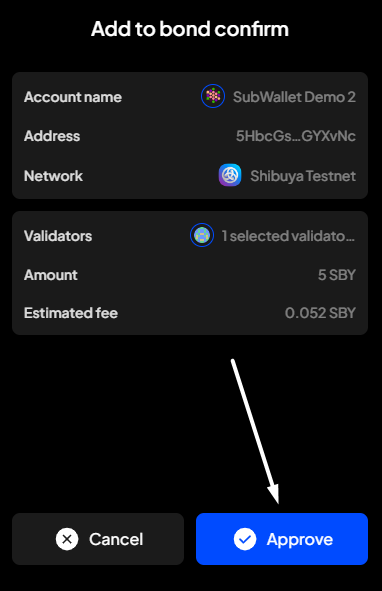 Add to bond confirm
Account name SubWallet Demo 2
Address 5HbcGs...GYXvNc
Network Shibuya Testnet
Validators 1 selected validato...
Amount 5 SBY
Estimated fee 0.052 SBY
Cancel Approve